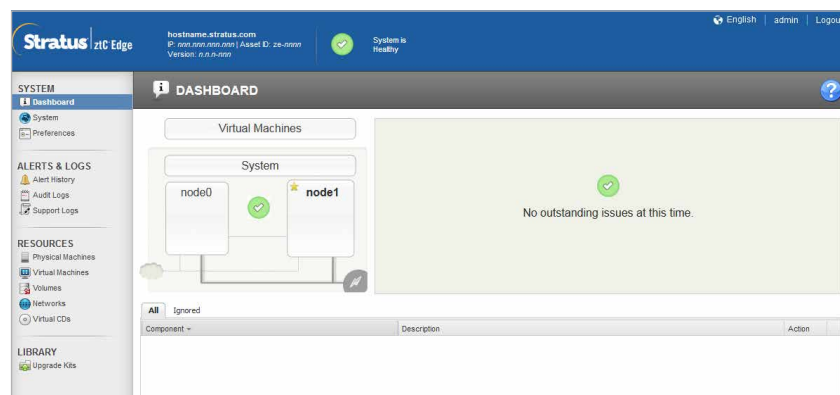 Stratus ztC Edge
hostname.stratus.com
IP: nnn.nnn.nnn.nnn | Asset ID: ze-nnnn
Version: n.n.n-nnn
System is
Healthy
English | admin | Logou
SYSTEM
Dashboard
System
Preferences
ALERTS & LOGS
Alert History
Audit Logs
Support Logs
RESOURCES
Physical Machines
Virtual Machines
Volumes
Networks
Virtual CDs
LIBRARY
Upgrade Kits
DASHBOARD
?
Virtual Machines
System
node0
node1
No outstanding issues at this time.
All Ignored
Component Description Action